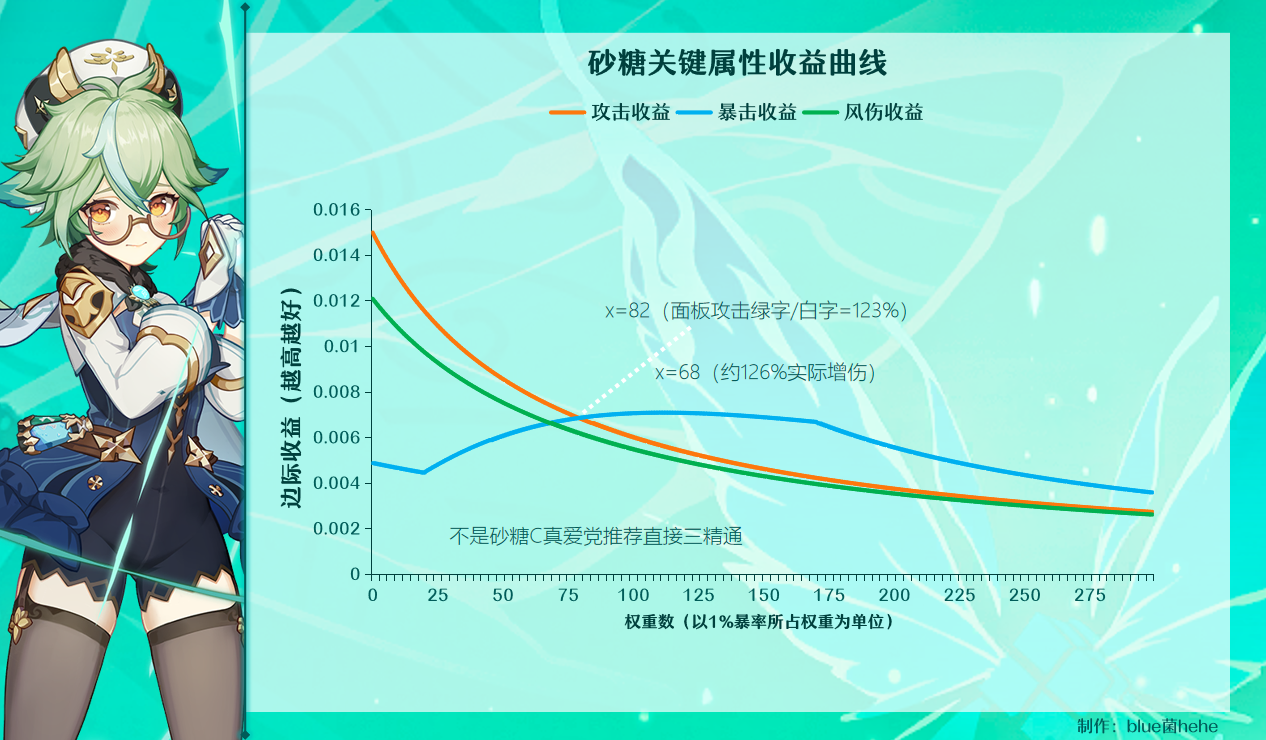 砂糖关键属性收益曲线
攻击收益 暴击收益 风伤收益
边际收益（越高越好）
0.016
0.014
0.012
0.01
0.008
0.006
0.004
0.002
0
x=82（面板攻击绿字/白字=123%）
x=68（约126%实际增伤）
不是砂糖C真爱党推荐直接三精通
0 25 50 75 100 125 150 175 200 225 250 275
权重数（以1%暴率所占权重为单位）
制作：blue菌hehe